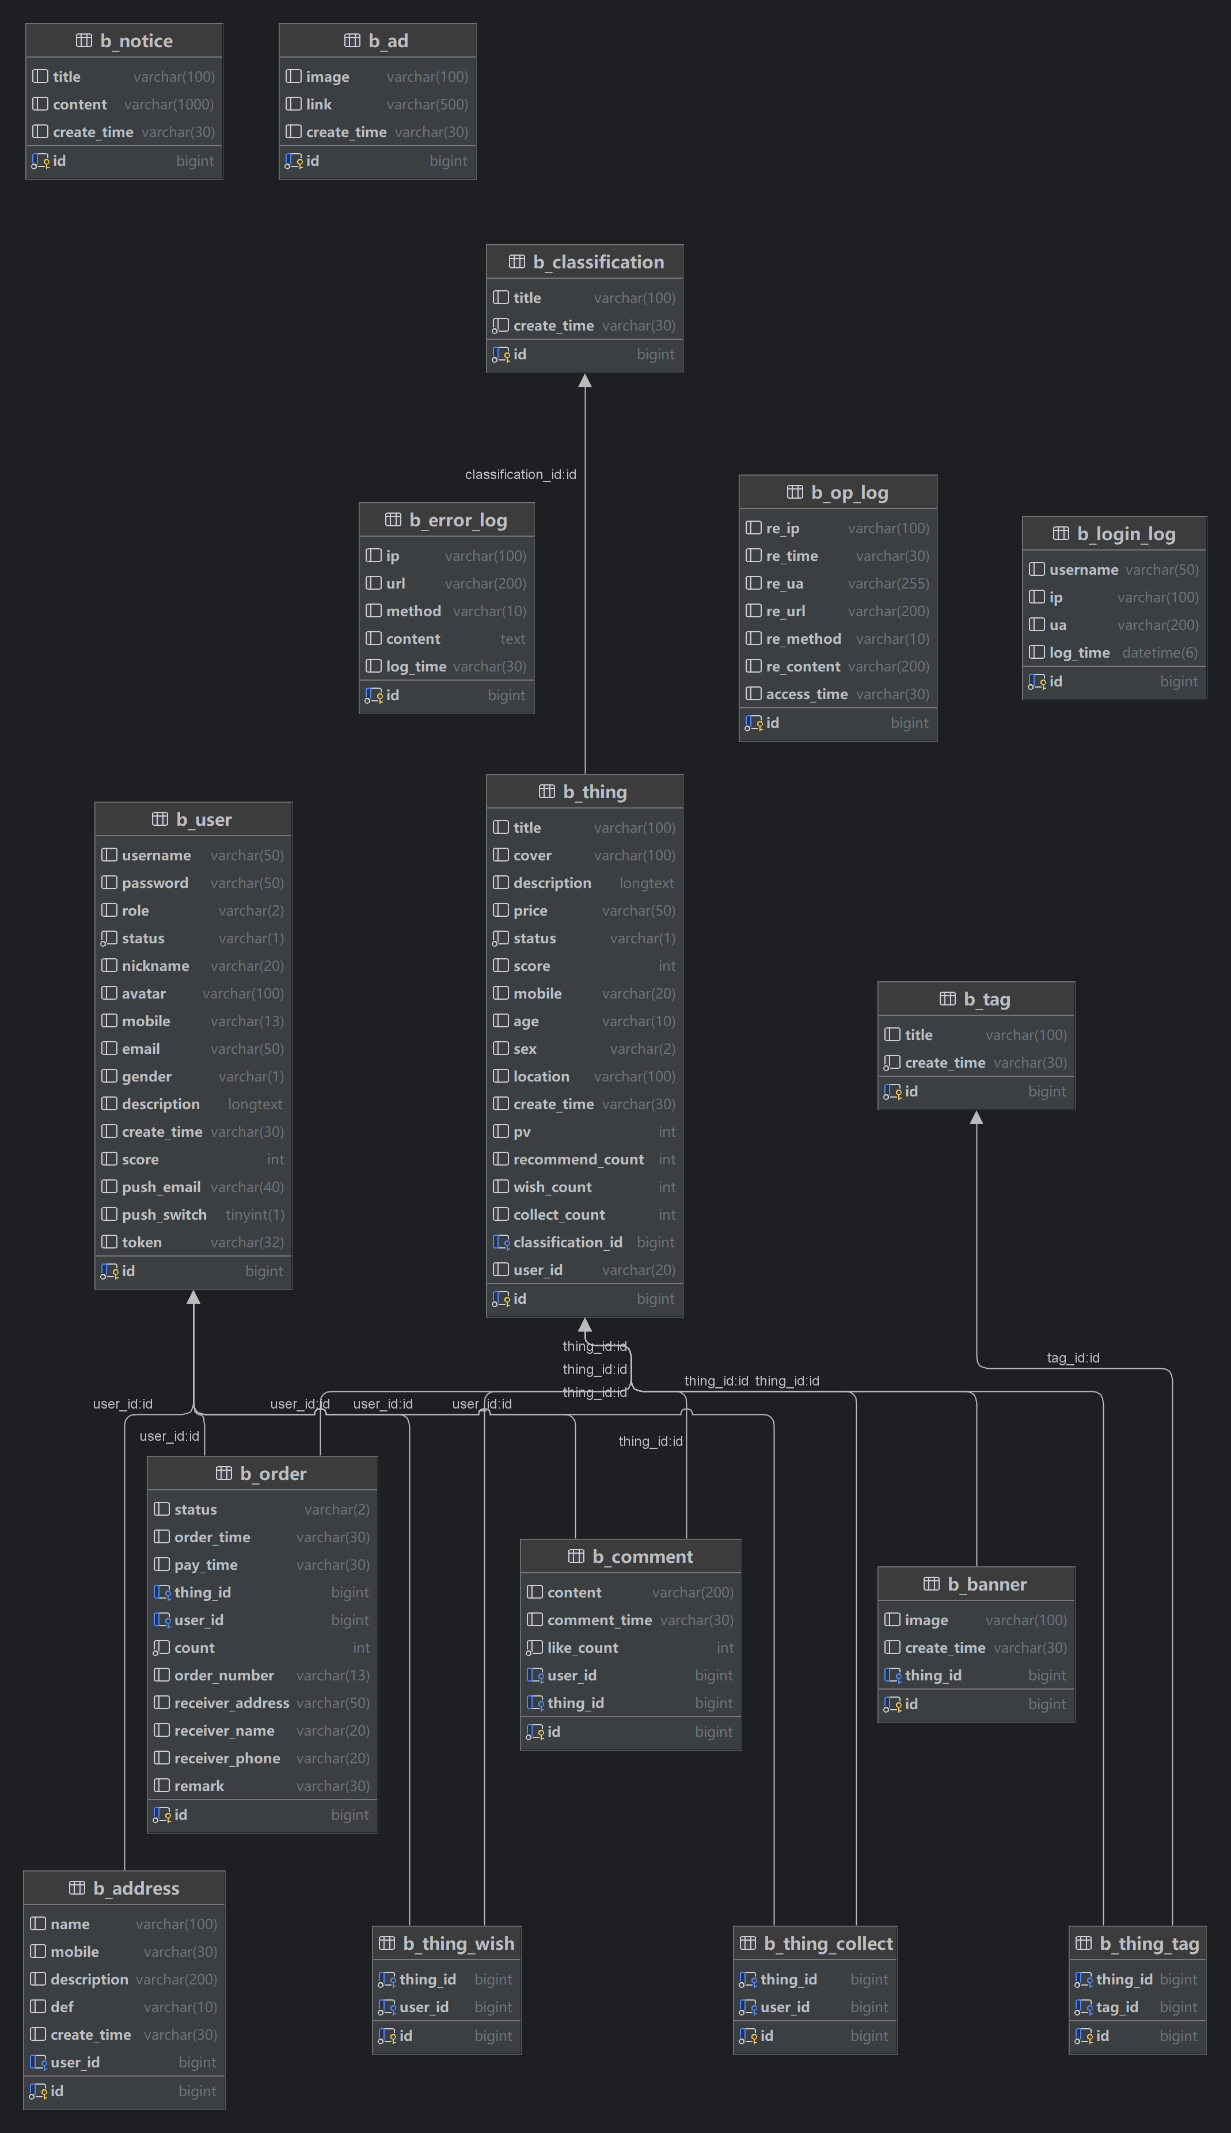 b_notice
title varchar(100)
content varchar(1000)
create_time varchar(30)
id bigint
b_ad
image varchar(100)
link varchar(500)
create_time varchar(30)
id bigint
b_classification
title varchar(100)
create_time varchar(30)
id bigint
classification_id:id
b_error_log
ip varchar(100)
url varchar(200)
method varchar(10)
content text
log_time varchar(30)
id bigint
b_op_log
re_ip varchar(100)
re_time varchar(30)
re_ua varchar(255)
re_url varchar(200)
re_method varchar(10)
re_content varchar(200)
access_time varchar(30)
id bigint
b_login_log
username varchar(50)
ip varchar(100)
ua varchar(200)
log_time datetime(6)
id bigint
b_user
username varchar(50)
password varchar(50)
role varchar(2)
status varchar(1)
nickname varchar(20)
avatar varchar(100)
mobile varchar(13)
email varchar(50)
gender varchar(1)
description longtext
create_time varchar(30)
score int
push_email varchar(40)
push_switch tinyint(1)
token varchar(32)
id bigint
b_thing
title varchar(100)
cover varchar(100)
description longtext
price varchar(50)
status varchar(1)
score int
mobile varchar(20)
age varchar(10)
sex varchar(2)
location varchar(100)
create_time varchar(30)
pv int
recommend_count int
wish_count int
collect_count int
classification_id bigint
user_id varchar(20)
id bigint
b_tag
title varchar(100)
create_time varchar(30)
id bigint
thing_id:id
thing_id:id
thing_id:id
thing_id:id thing_id:id
tag_id:id
user_id:id
user_id:id
user_id:id
user_id:id
user_id:id
thing_id:id
b_order
status varchar(2)
order_time varchar(30)
pay_time varchar(30)
thing_id bigint
user_id bigint
count int
order_number varchar(13)
receiver_address varchar(50)
receiver_name varchar(20)
receiver_phone varchar(20)
remark varchar(30)
id bigint
b_comment
content varchar(200)
comment_time varchar(30)
like_count int
user_id bigint
thing_id bigint
id bigint
b_banner
image varchar(100)
create_time varchar(30)
thing_id bigint
id bigint
b_address
name varchar(100)
mobile varchar(30)
description varchar(200)
def varchar(10)
create_time varchar(30)
user_id bigint
id bigint
b_thing_wish
thing_id bigint
user_id bigint
id bigint
b_thing_collect
thing_id bigint
user_id bigint
id bigint
b_thing_tag
thing_id bigint
tag_id bigint
id bigint